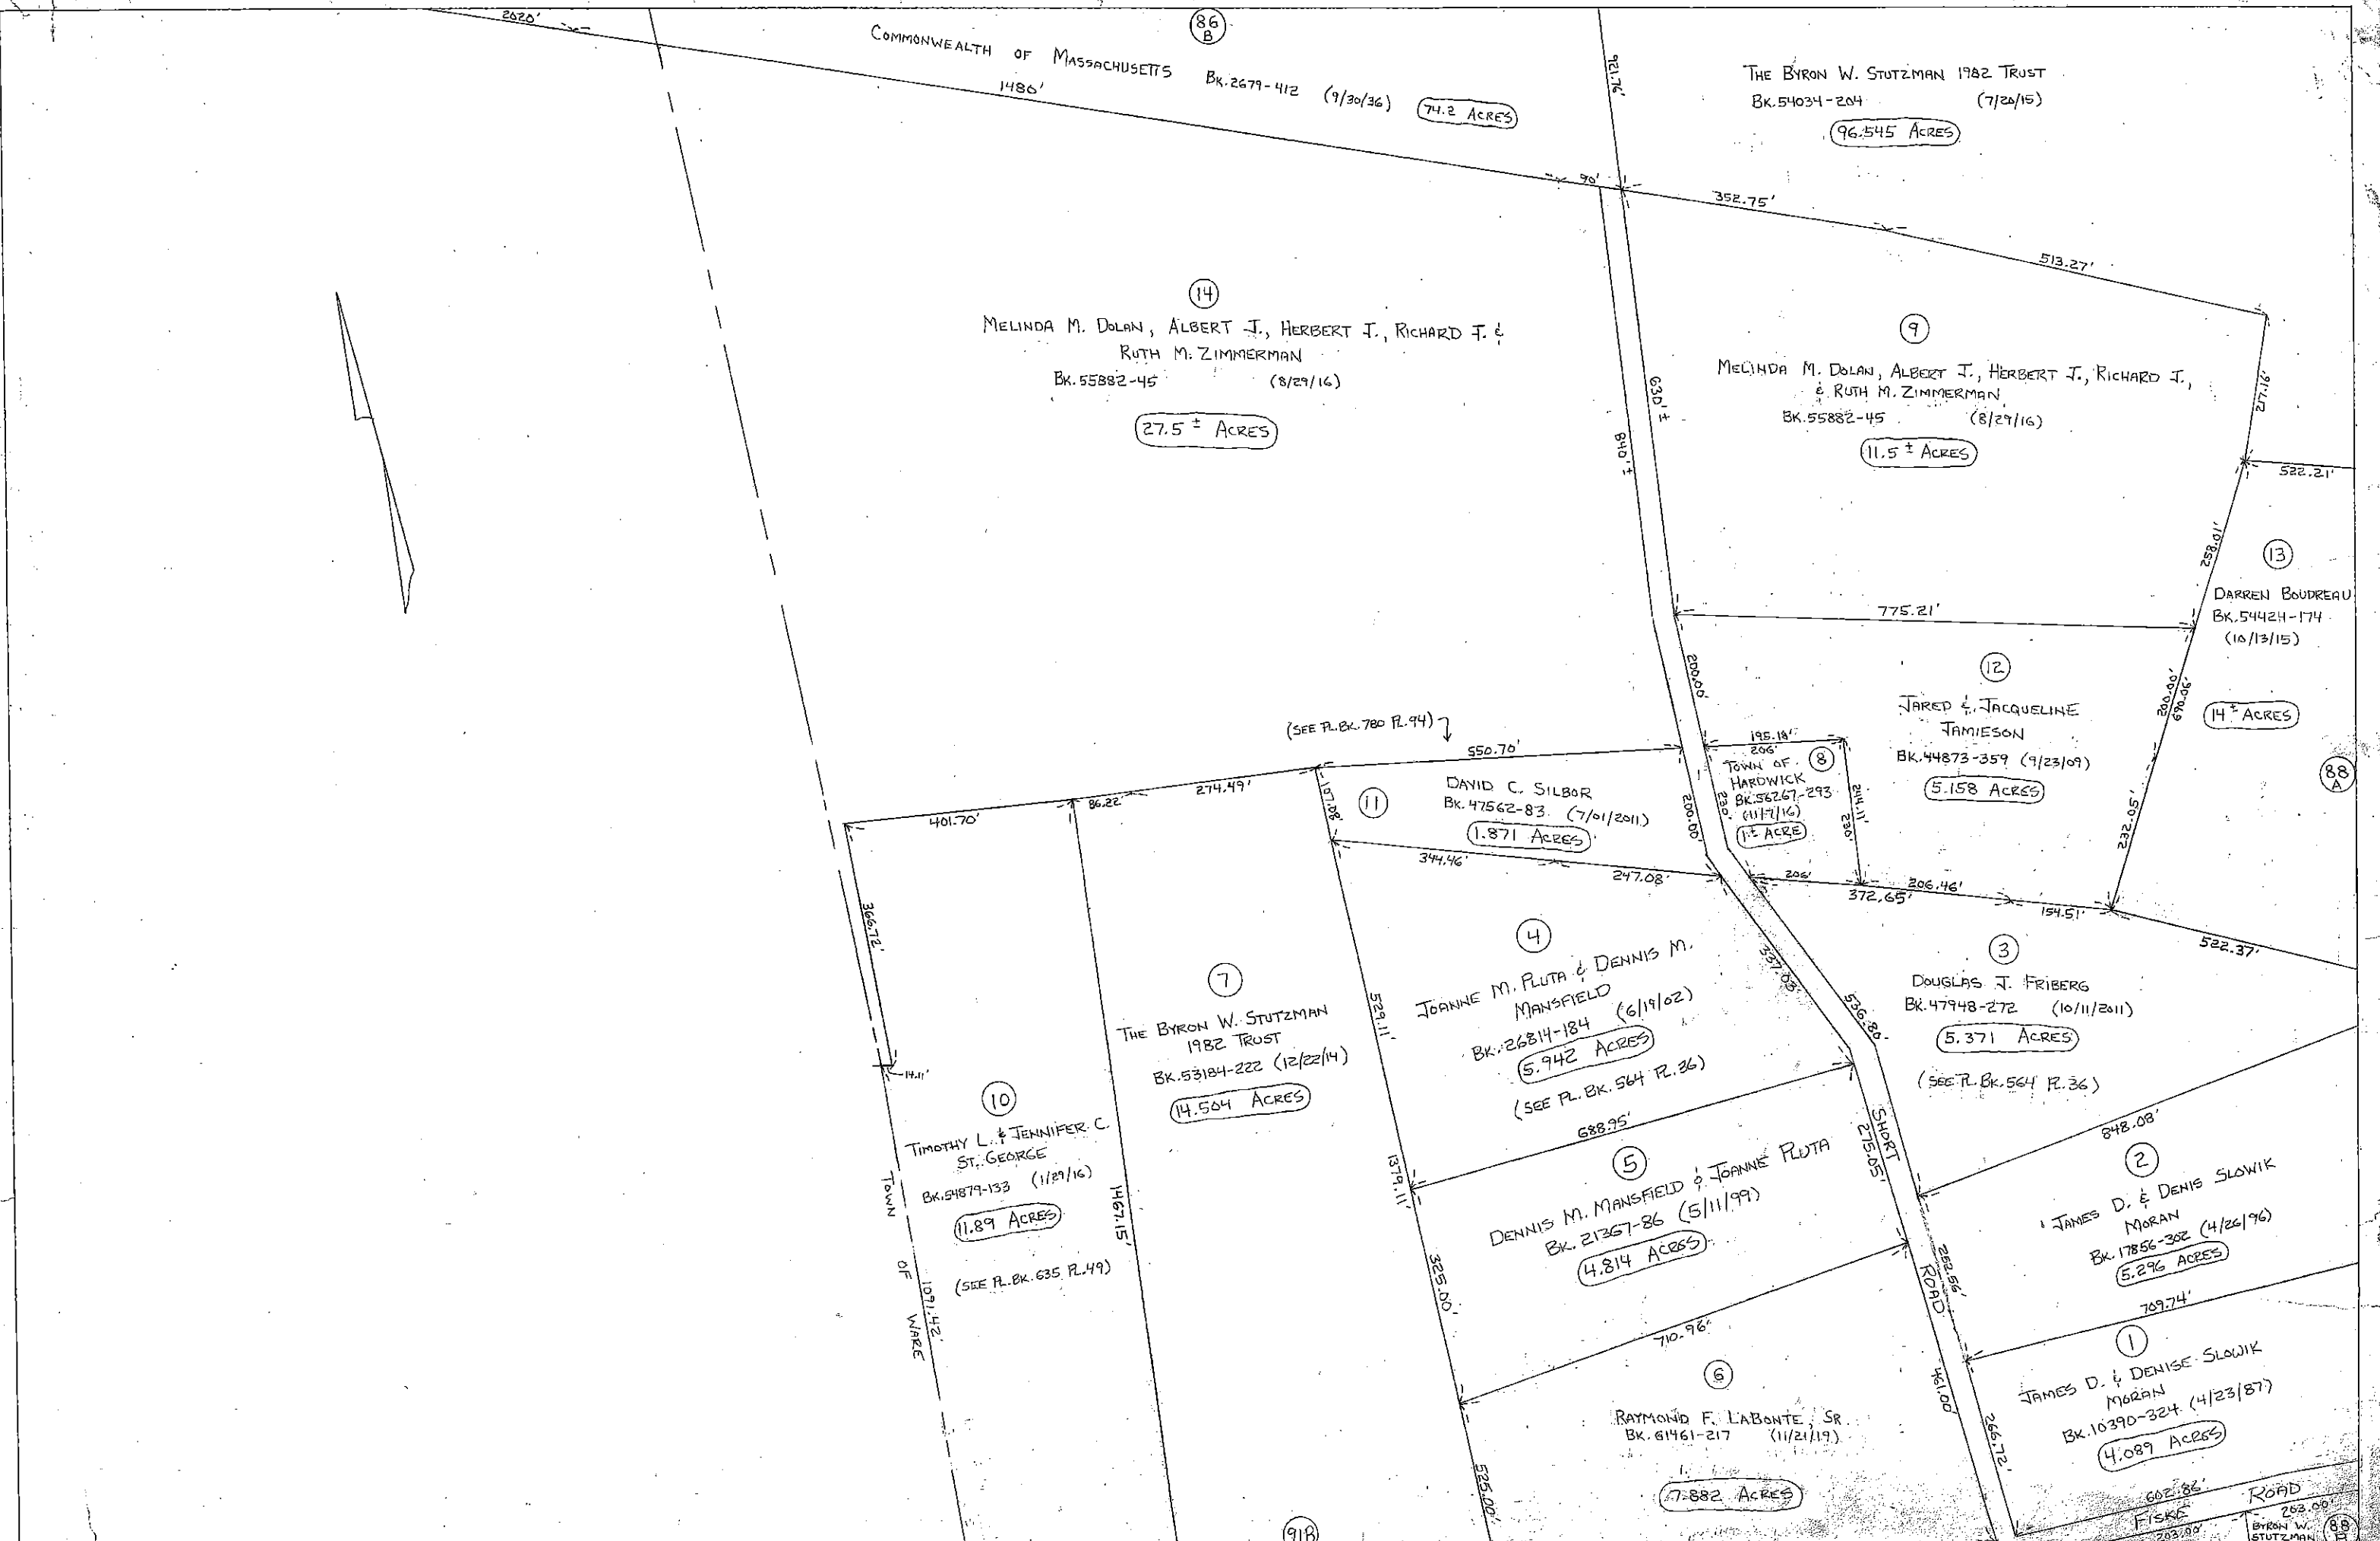 2020'
86
B
COMMONWEALTH OF MASSACHUSETTS BK.2679-412 (9/30/36) 74.2 ACRES
1480'
90'
921.76'
THE BYRON W. STUTZMAN 1982 TRUST
BK.54034-204 (7/20/15)
96.545 ACRES
352.75'
513.27'
14
MELINDA M. DOLAN, ALBERT J., HERBERT J., RICHARD J. &
RUTH M. ZIMMERMAN
BK.55882-45 (8/29/16)
27.5 ± ACRES
630'±
840'±
9
MELINDA M. DOLAN, ALBERT J., HERBERT J., RICHARD J.,
& RUTH M. ZIMMERMAN
BK.55882-45 (8/29/16)
11.5 ± ACRES
522.21'
258.01'
13
DARREN BOUDREAU
BK.54424-174
(10/13/15)
14± ACRES
775.21'
200.00'
12
JARED & JACQUELINE
JAMIESON
BK.44873-359 (9/23/09)
5.158 ACRES
200.00'
690.06'
232.05'
88
A
(SEE PL.BK.780 PL.94)
550.70'
195.18'
206'
8
TOWN OF
HARDWICK
BK.56267-293
(11/7/16)
1± ACRE
230'
244.11'
230'
11
DAVID C. SILBOR
BK.47562-83 (7/01/2011)
1.871 ACRES
107.08'
200.00'
344.46'
247.08'
206'
206.46'
372.65'
154.51'
522.37'
401.70'
86.22'
274.49'
366.72'
14.11'
10
TIMOTHY L. & JENNIFER C.
ST. GEORGE
BK.54879-133 (1/29/16)
11.89 ACRES
(SEE PL.BK.635 PL.49)
TOWN OF WARE
1091.42'
1467.15'
7
THE BYRON W. STUTZMAN
1982 TRUST
BK.53184-222 (12/22/14)
14.504 ACRES
529.11'
1379.11'
325.00'
525.00'
4
JOANNE M. PLUTA & DENNIS M.
MANSFIELD
BK.26814-184 (6/19/02)
5.942 ACRES
(SEE PL.BK.564 PL.36)
688.95'
536.80'
3
DOUGLAS J. FRIBERG
BK.47948-272 (10/11/2011)
5.371 ACRES
(SEE PL.BK.564 PL.36)
848.08'
5
DENNIS M. MANSFIELD & JOANNE PLUTA
BK. 21367-86 (5/11/99)
4.814 ACRES
710.96'
SHORT ROAD
275.05'
252.56'
2
JAMES D. & DENIS SLOWIK
MORAN
BK.17856-302 (4/26/96)
5.296 ACRES
709.74'
6
RAYMOND F. LABONTE, SR.
BK.61461-217 (11/21/19)
7.882 ACRES
461.00'
266.72'
1
JAMES D. & DENISE SLOWIK
MORAN
BK.10390-324 (4/23/87)
4.089 ACRES
602.86'
FISKE ROAD
203.00'
263.00'
BYRON W.
STUTZMAN
88
91B